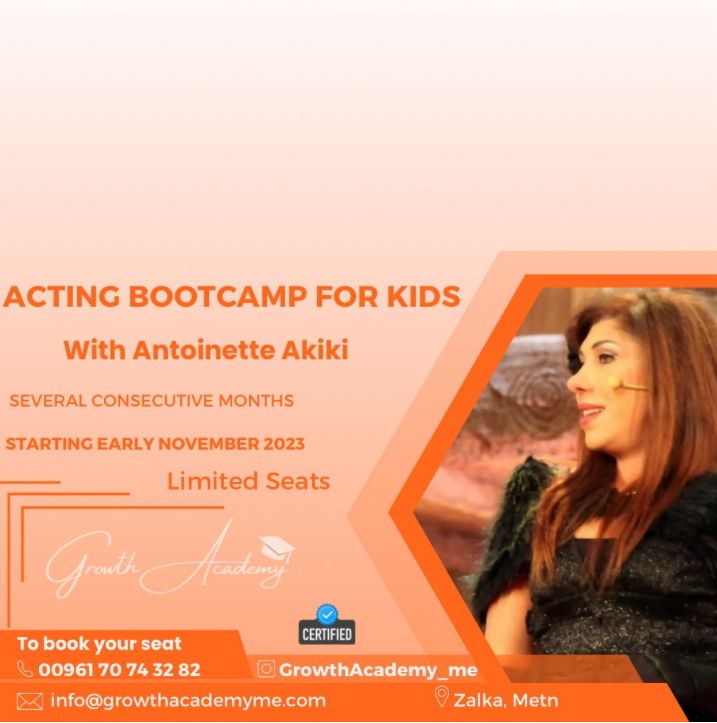 ACTING BOOTCAMP FOR KIDS
With Antoinette Akiki
SEVERAL CONSECUTIVE MONTHS
STARTING EARLY NOVEMBER 2023
Limited Seats
Growth Academy
CERTIFIED
To book your seat
00961 70 74 32 82
GrowthAcademy_me
info@growthacademyme.com
Zalka, Metn